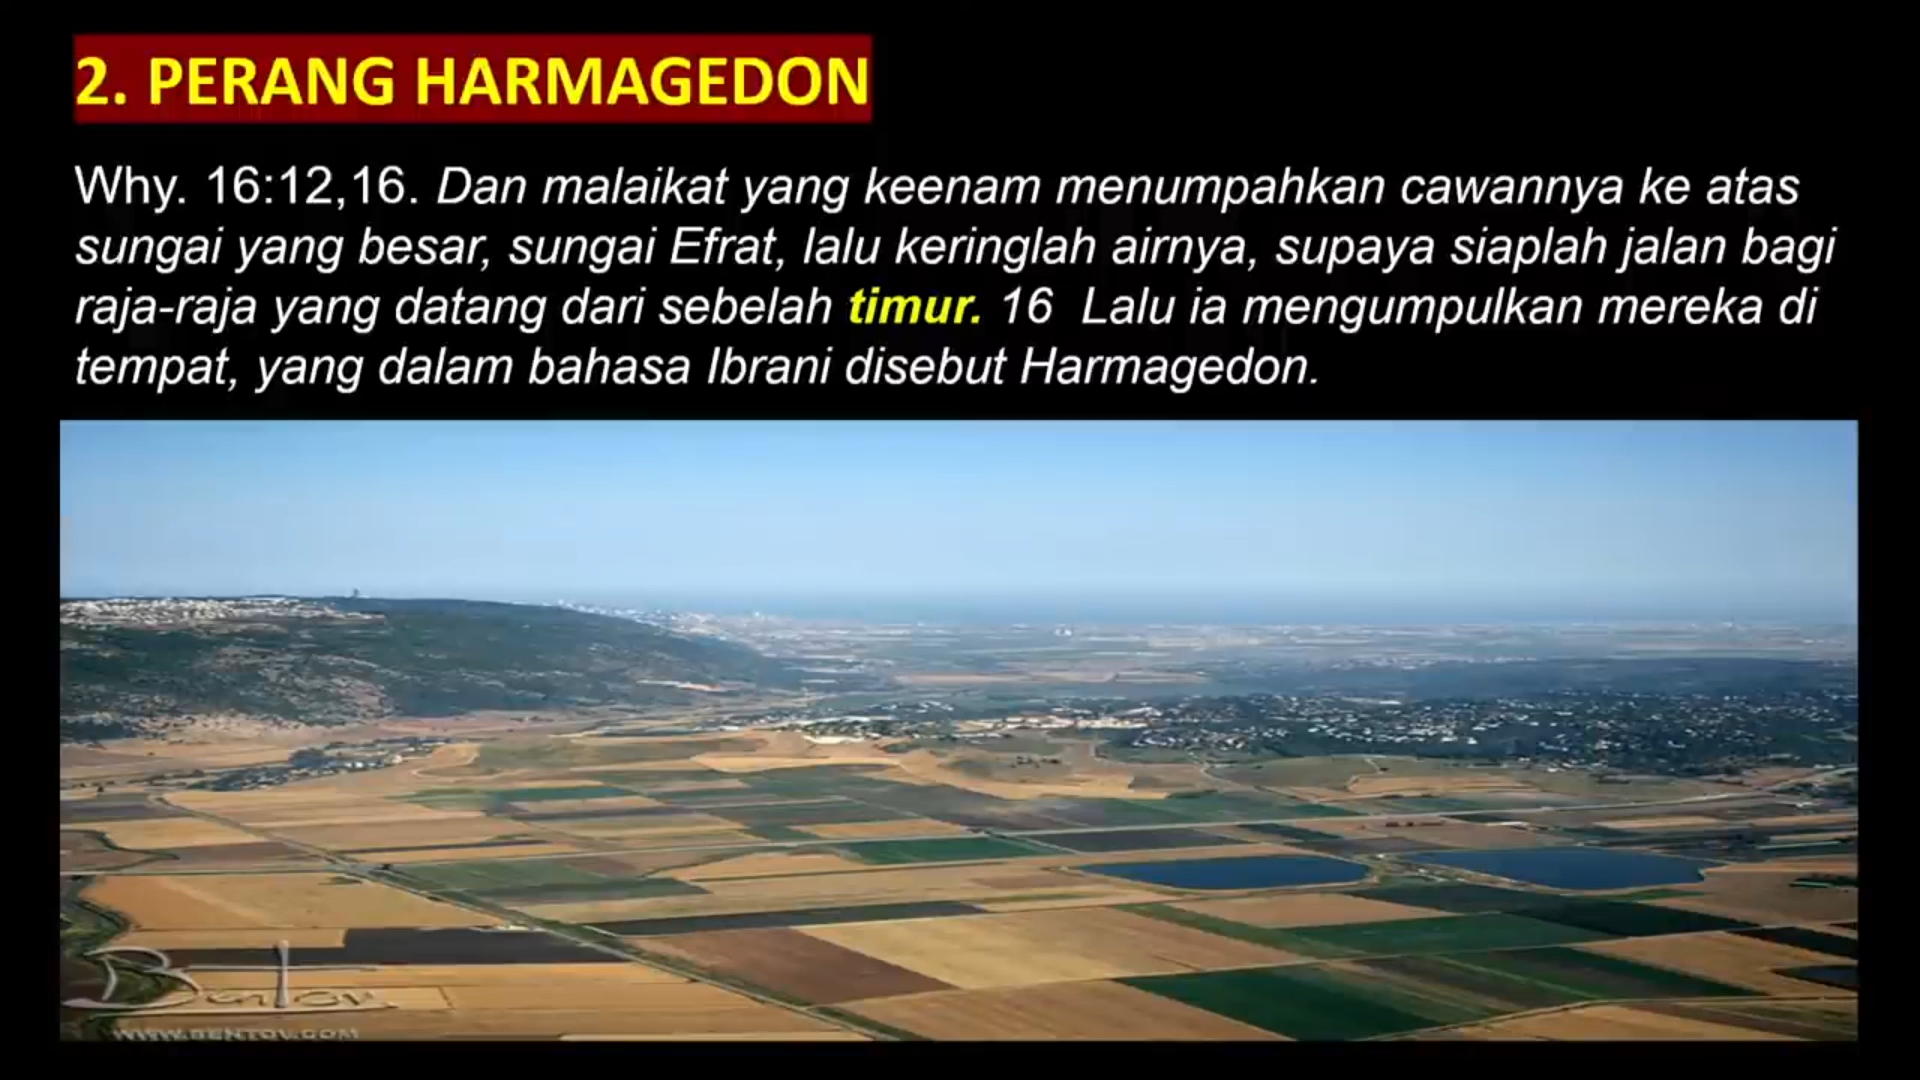 2. PERANG HARMAGEDON
Why. 16:12,16. Dan malaikat yang keenam menumpahkan cawannya ke atas
sungai yang besar, sungai Efrat, lalu keringlah airnya, supaya siaplah jalan bagi
raja-raja yang datang dari sebelah timur. 16 Lalu ia mengumpulkan mereka di
tempat, yang dalam bahasa Ibrani disebut Harmagedon.
WWW.BENTOV.COM